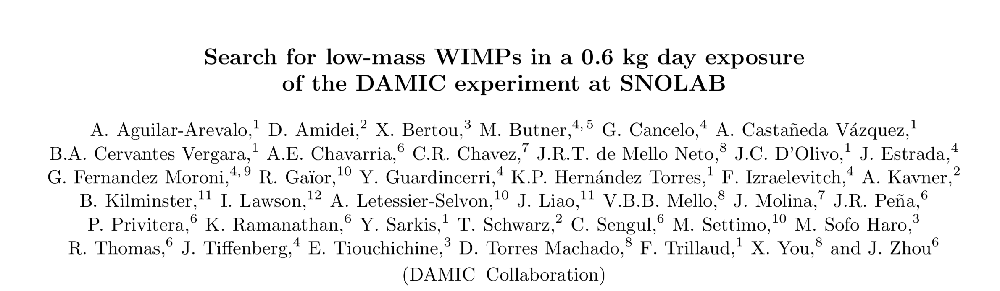 Search for low-mass WIMPs in a 0.6 kg day exposure
of the DAMIC experiment at SNOLAB
A. Aguilar-Arevalo,1 D. Amidei,2 X. Bertou,3 M. Butner,4, 5 G. Cancelo,4 A. Castañeda Vázquez,1
B.A. Cervantes Vergara,1 A.E. Chavarria,6 C.R. Chavez,7 J.R.T. de Mello Neto,8 J.C. D'Olivo,1 J. Estrada,4
G. Fernandez Moroni,4, 9 R. Gaïor,10 Y. Guardincerri,4 K.P. Hernández Torres,1 F. Izraelevitch,4 A. Kavner,2
B. Kilminster,11 I. Lawson,12 A. Letessier-Selvon,10 J. Liao,11 V.B.B. Mello,8 J. Molina,7 J.R. Peña,6
P. Privitera,6 K. Ramanathan,6 Y. Sarkis,1 T. Schwarz,2 C. Sengul,6 M. Settimo,10 M. Sofo Haro,3
R. Thomas,6 J. Tiffenberg,4 E. Tiouchichine,3 D. Torres Machado,8 F. Trillaud,1 X. You,8 and J. Zhou6
(DAMIC Collaboration)